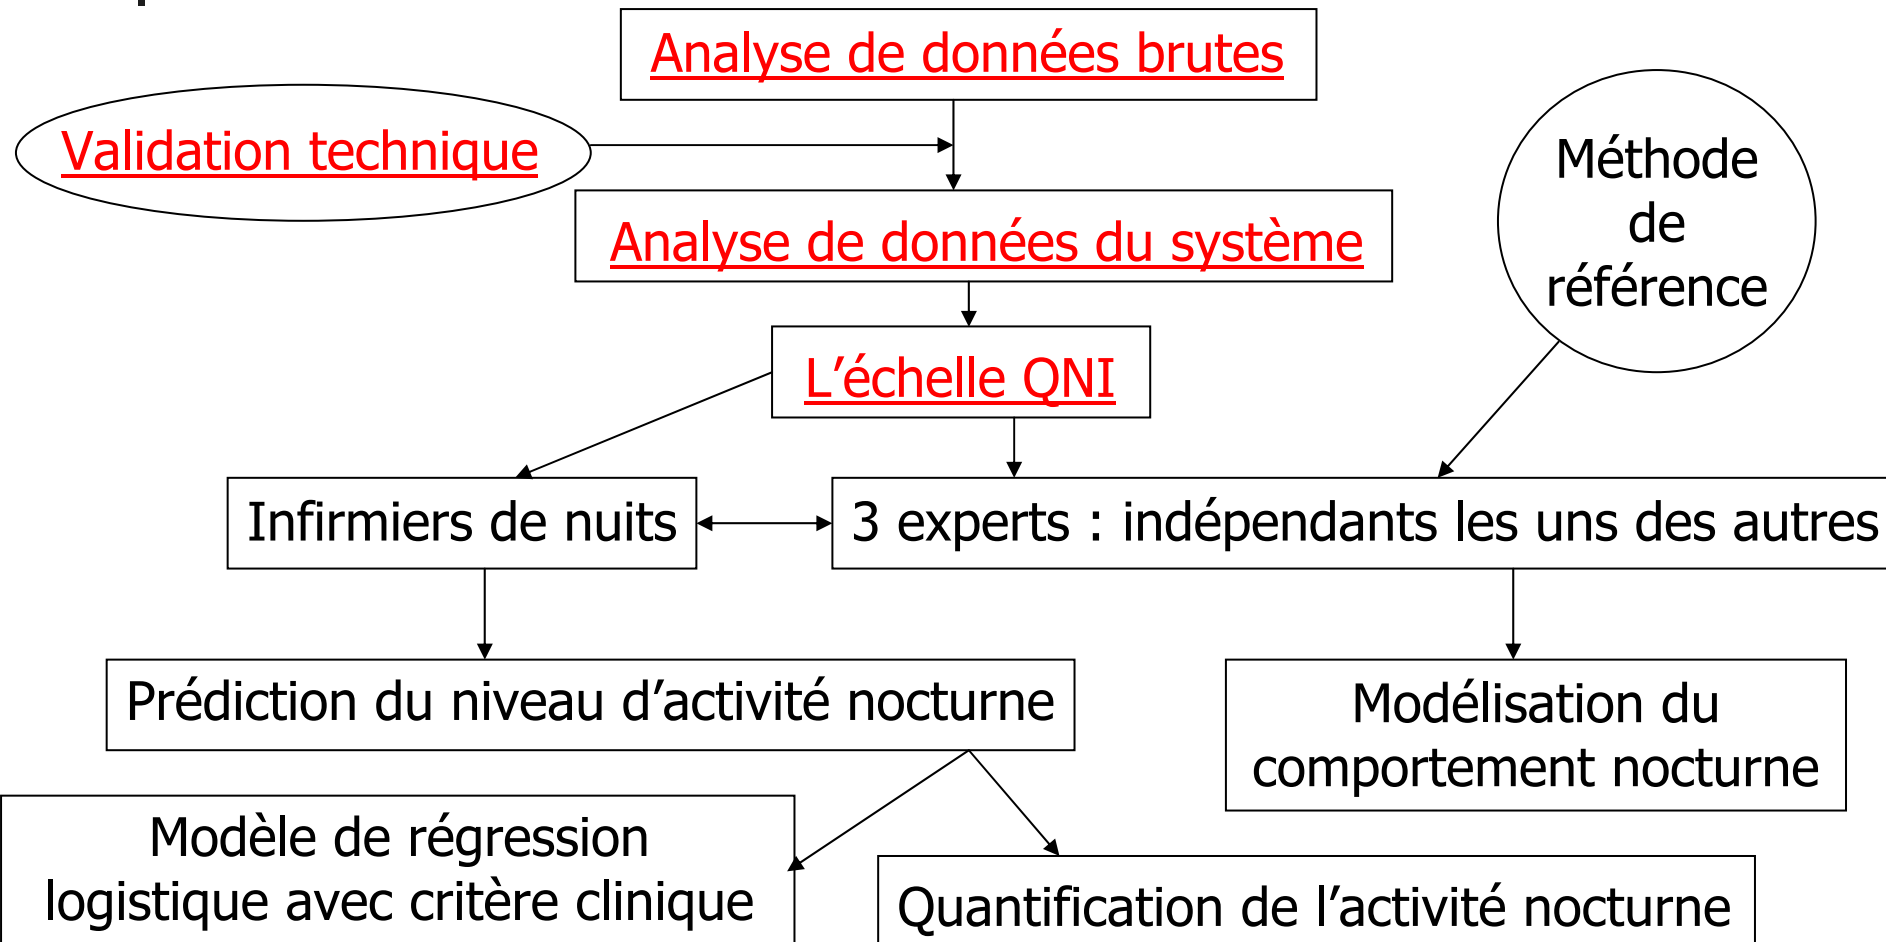 Analyse de données brutes
Validation technique
Méthode
de
référence
Analyse de données du système
L’échelle QNI
Infirmiers de nuits
3 experts : indépendants les uns des autres
Prédiction du niveau d’activité nocturne
Modélisation du
comportement nocturne
Modèle de régression
logistique avec critère clinique
Quantification de l’activité nocturne